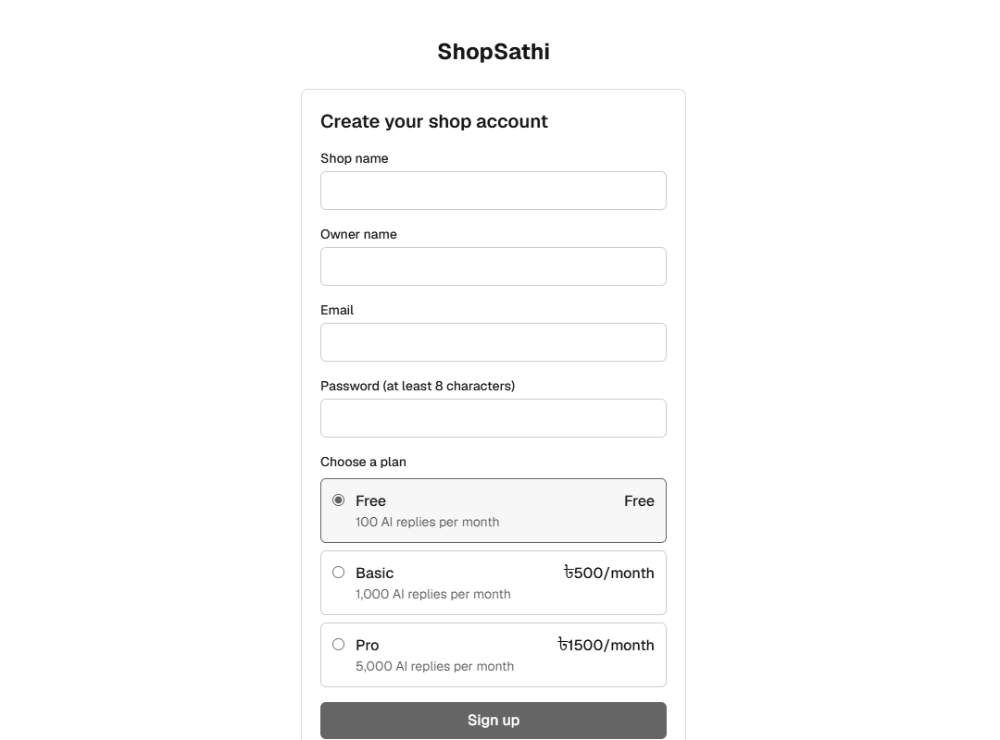 ShopSathi
Create your shop account
Shop name
Owner name
Email
Password (at least 8 characters)
Choose a plan
Free Free
100 AI replies per month
Basic ৳500/month
1,000 AI replies per month
Pro ৳1500/month
5,000 AI replies per month
Sign up